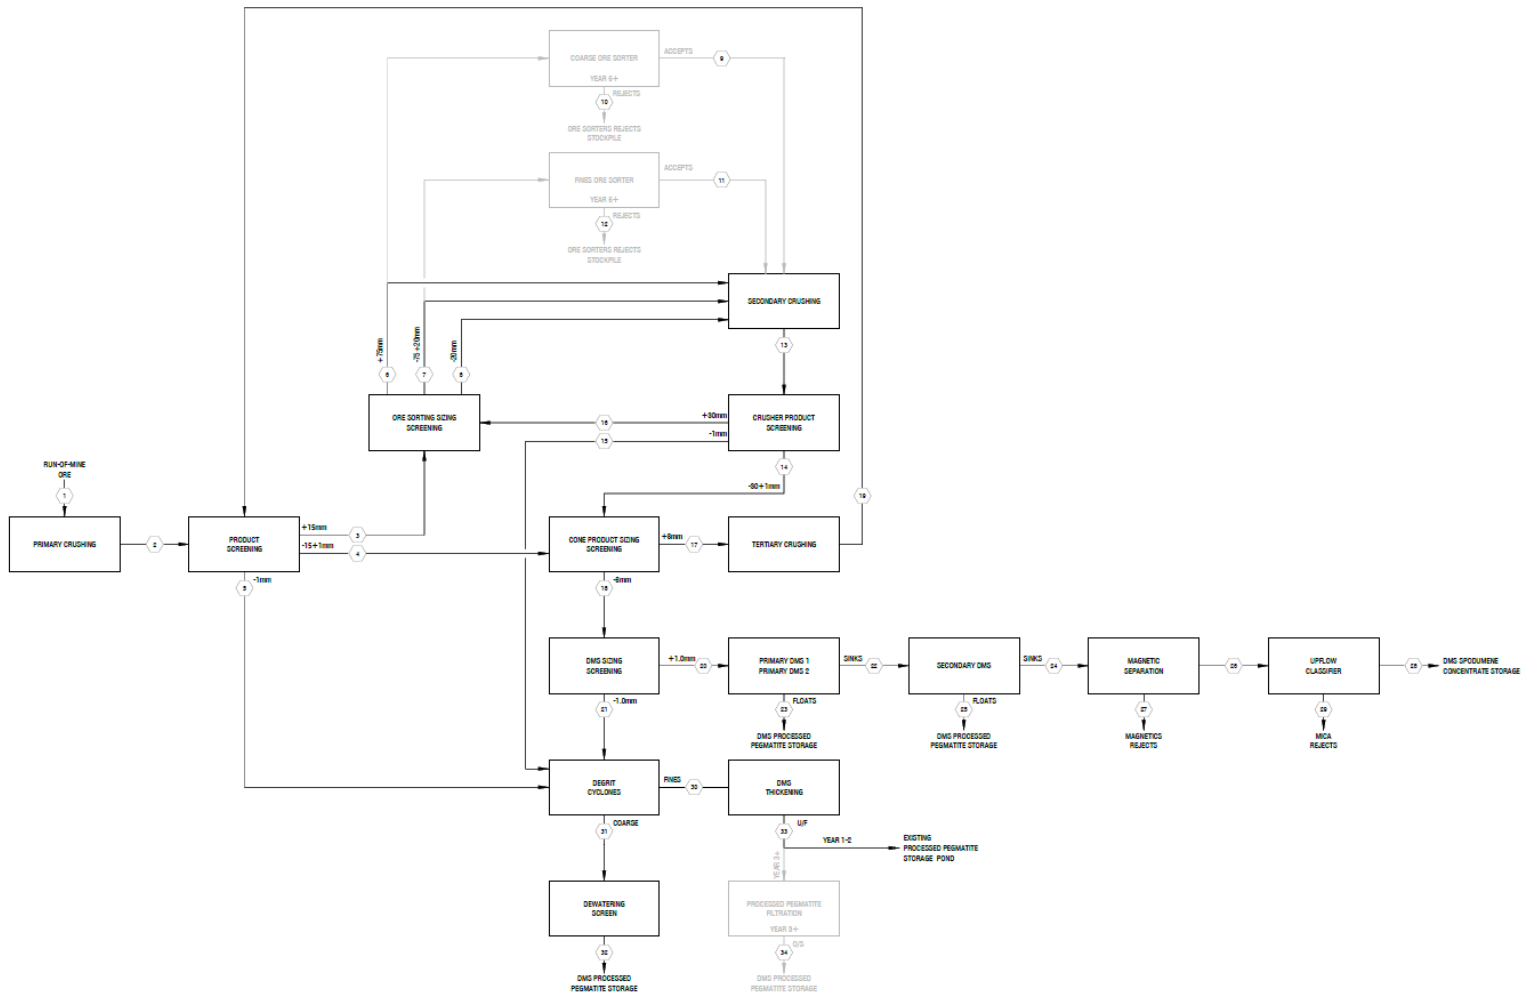 COARSE ORE SORTER
YEAR 6+
ACCEPTS
9
10
REJECTS
ORE SORTERS REJECTS
STOCKPILE
FINES ORE SORTER
YEAR 6+
ACCEPTS
11
12
REJECTS
ORE SORTERS REJECTS
STOCKPILE
SECONDARY CRUSHING
13
+75mm
6
-75+20mm
7
8
ORE SORTING SIZING
SCREENING
CRUSHER PRODUCT
SCREENING
+30mm
16
-1mm
15
14
-30+1mm
RUN-OF-MINE
ORE
1
PRIMARY CRUSHING
2
PRODUCT
SCREENING
+15mm
3
-15+1mm
4
-1mm
5
CONE PRODUCT SIZING
SCREENING
17
TERTIARY CRUSHING
19
18
DMS SIZING
SCREENING
+1.0mm
20
-1.0mm
21
PRIMARY DMS 1
PRIMARY DMS 2
SINKS
22
FLOATS
23
DMS PROCESSED
PEGMATITE STORAGE
SECONDARY DMS
SINKS
24
FLOATS
25
DMS PROCESSED
PEGMATITE STORAGE
MAGNETIC
SEPARATION
26
27
MAGNETICS
REJECTS
UPFLOW
CLASSIFIER
28
DMS SPODUMENE
CONCENTRATE STORAGE
29
MICA
REJECTS
DEGRIT
CYCLONES
FINES
30
DMS
THICKENING
COARSE
31
U/F
33
YEAR 1-2
EXISTING
PROCESSED PEGMATITE
STORAGE POND
YEAR 3+
DEWATERING
SCREEN
32
DMS PROCESSED
PEGMATITE STORAGE
PROCESSED PEGMATITE
FILTRATION
YEAR 3+
34
DMS PROCESSED
PEGMATITE STORAGE